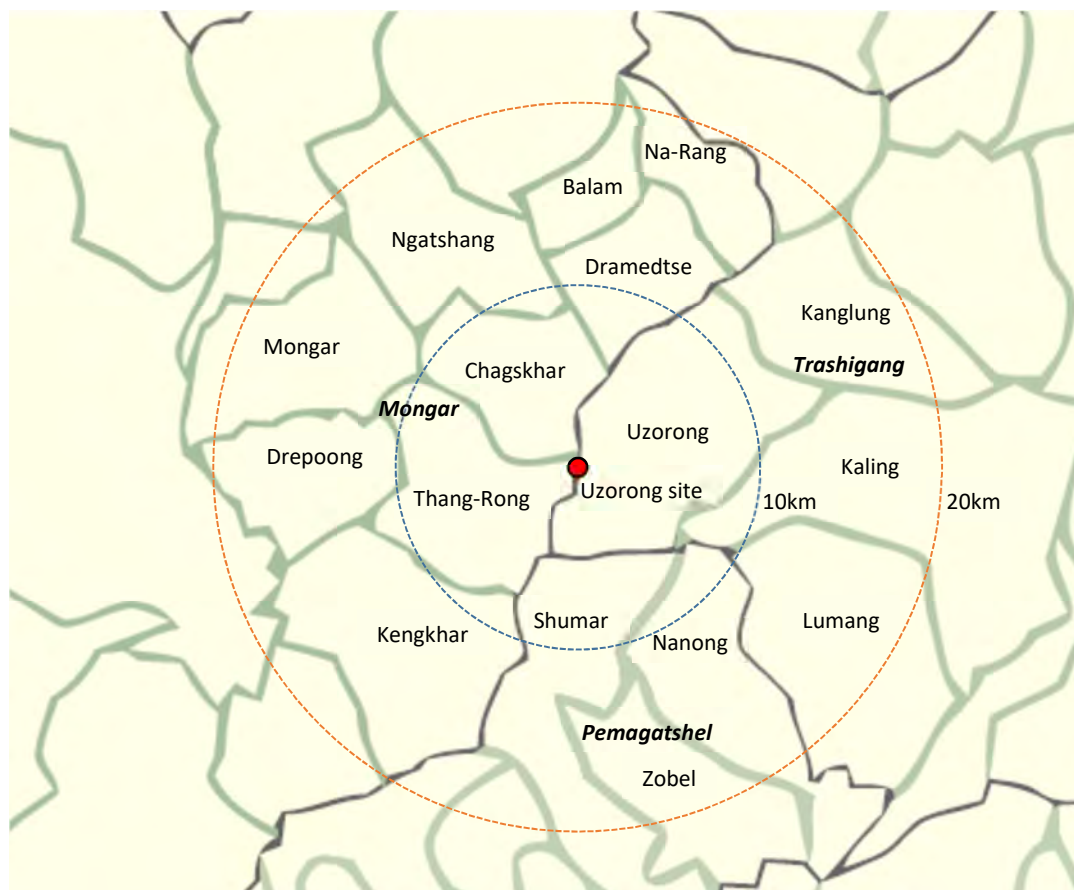 Na-Rang
Balam
Ngatshang
Dramedtse
Kanglung
Mongar
Trashigang
Chagskhar
Mongar
Uzorong
Drepoong
Kaling
Thang-Rong
Uzorong site
10km
20km
Shumar
Kengkhar
Nanong
Lumang
Pemagatshel
Zobel